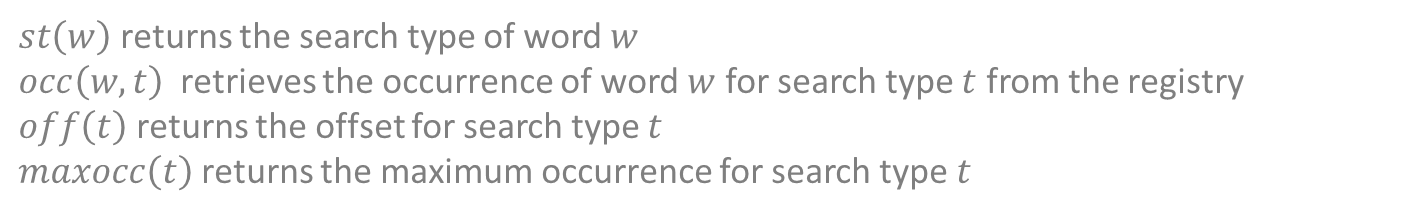 st(w) returns the search type of word w
occ(w, t) retrieves the occurrence of word w for search type t from the registry
off(t) returns the offset for search type t
maxocc(t) returns the maximum occurrence for search type t